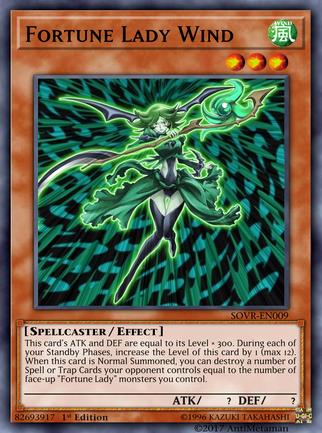 FORTUNE LADY WIND
WIND
風
SOVR-EN009
[SPELLCASTER / EFFECT]
This card's ATK and DEF are equal to its Level × 300. During each
of your Standby Phases, increase the Level of this card by 1 (max 12).
When this card is Normal Summoned, you can destroy a number of
Spell or Trap Cards your opponent controls equal to the number of
face-up "Fortune Lady" monsters you control.
ATK/ ? DEF/ ?
82693917 1st Edition ©1996 KAZUKI TAKAHASHI
©2017 AntiMetaman